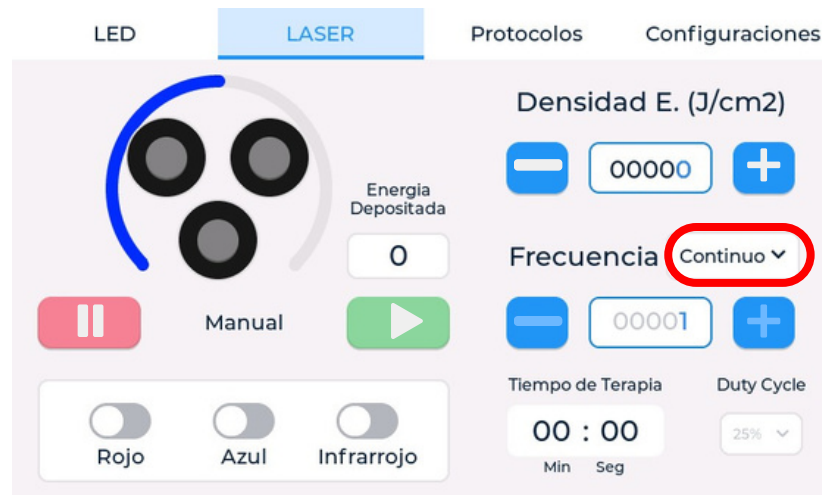 LED LASER Protocolos Configuraciones
Densidad E. (J/cm2)
00000
Energia
Depositada
0
Frecuencia Continuo
00001
Manual
Tiempo de Terapia Duty Cycle
00 : 00 25%
Min Seg
Rojo Azul Infrarrojo